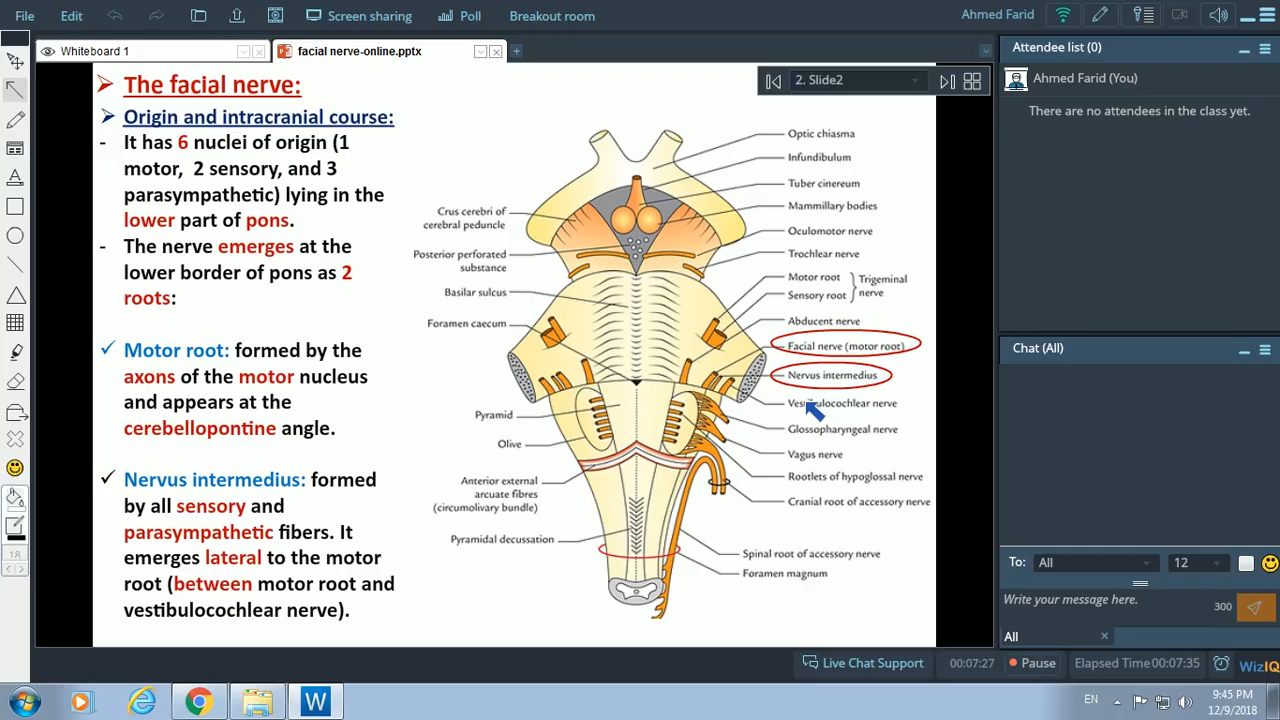 File Edit Screen sharing Poll Breakout room Ahmed Farid
Whiteboard 1 facial nerve-online.pptx
2. Slide2
The facial nerve:
Origin and intracranial course:
- It has 6 nuclei of origin (1
motor, 2 sensory, and 3
parasympathetic) lying in the
lower part of pons.
- The nerve emerges at the
lower border of pons as 2
roots:
Motor root: formed by the
axons of the motor nucleus
and appears at the
cerebellopontine angle.
Nervus intermedius: formed
by all sensory and
parasympathetic fibers. It
emerges lateral to the motor
root (between motor root and
vestibulocochlear nerve).
Crus cerebri of
cerebral peduncle
Posterior perforated
substance
Basilar sulcus
Foramen caecum
Pyramid
Olive
Anterior external
arcuate fibres
(circumolivary bundle)
Pyramidal decussation
Optic chiasma
Infundibulum
Tuber cinereum
Mammillary bodies
Oculomotor nerve
Trochlear nerve
Motor root
Sensory root
Trigeminal
nerve
Abducent nerve
Facial nerve (motor root)
Nervus intermedius
Vestibulocochlear nerve
Glossopharyngeal nerve
Vagus nerve
Rootlets of hypoglossal nerve
Cranial root of accessory nerve
Spinal root of accessory nerve
Foramen magnum
Attendee list (0)
Ahmed Farid (You)
There are no attendees in the class yet.
Chat (All)
To: All 12
Write your message here.
300
All
18
Live Chat Support 00:07:27 Pause Elapsed Time 00:07:35 WizIQ
W
EN
9:45 PM
12/9/2018